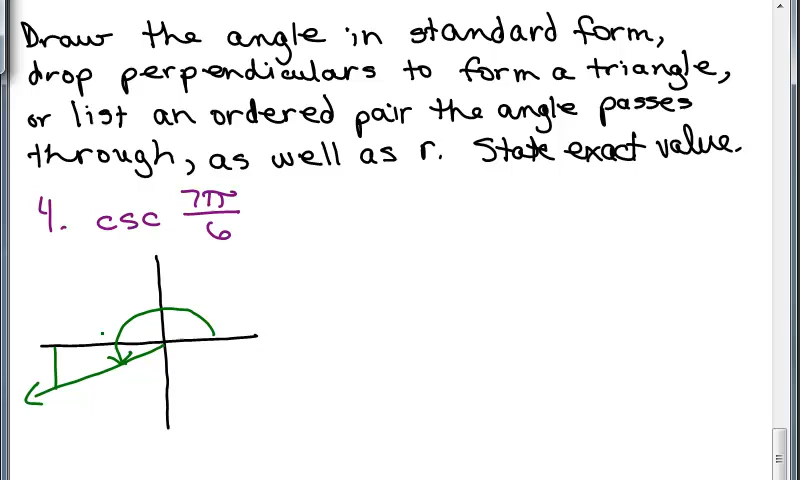 Draw the angle in standard form,
drop perpendiculars to form a triangle,
or list an ordered pair the angle passes
through, as well as r. State exact value.
4. csc 7π/6